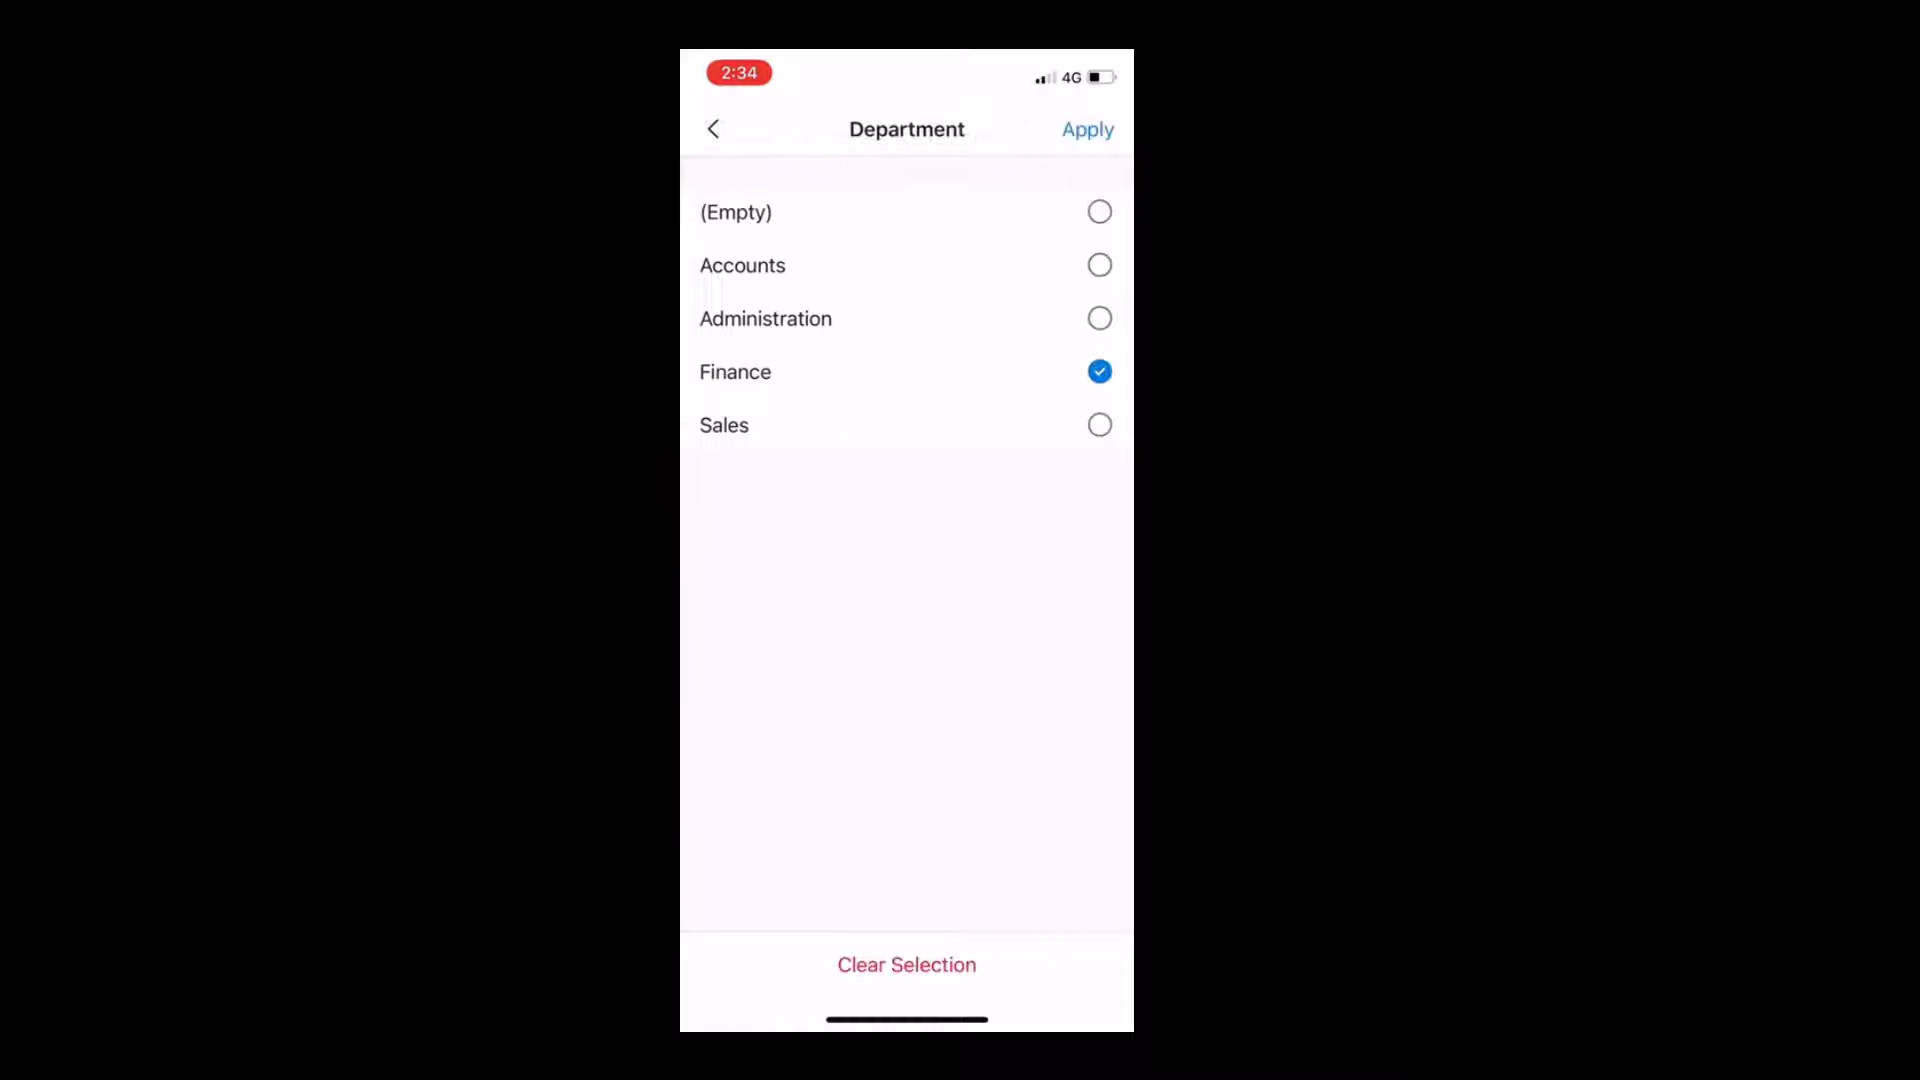 2:34
4G
Department
Apply
(Empty)
Accounts
Administration
Finance
Sales
Clear Selection